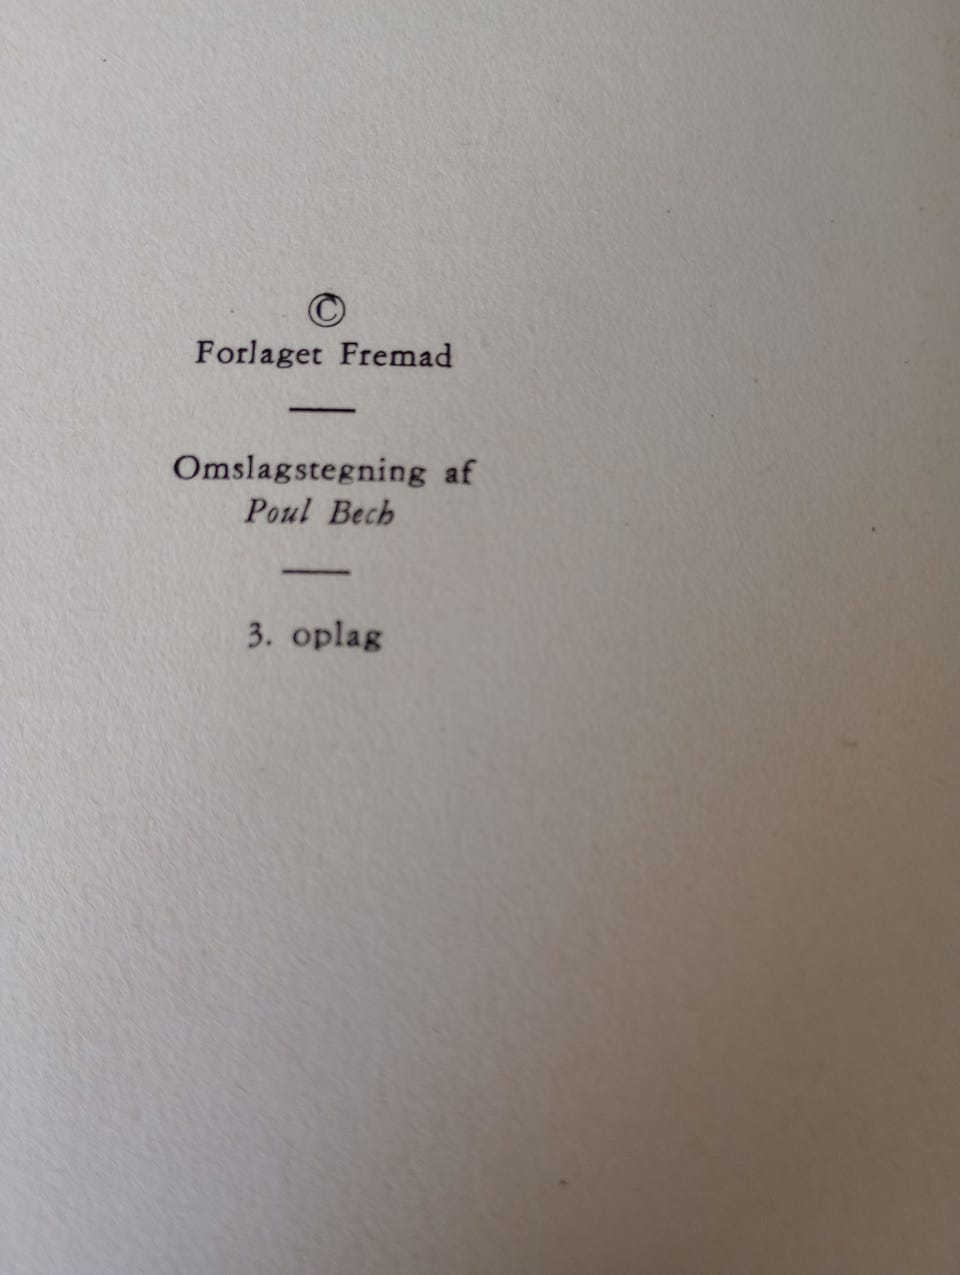 ©
Forlaget Fremad
Omslagstegning af
Poul Bech
3. oplag